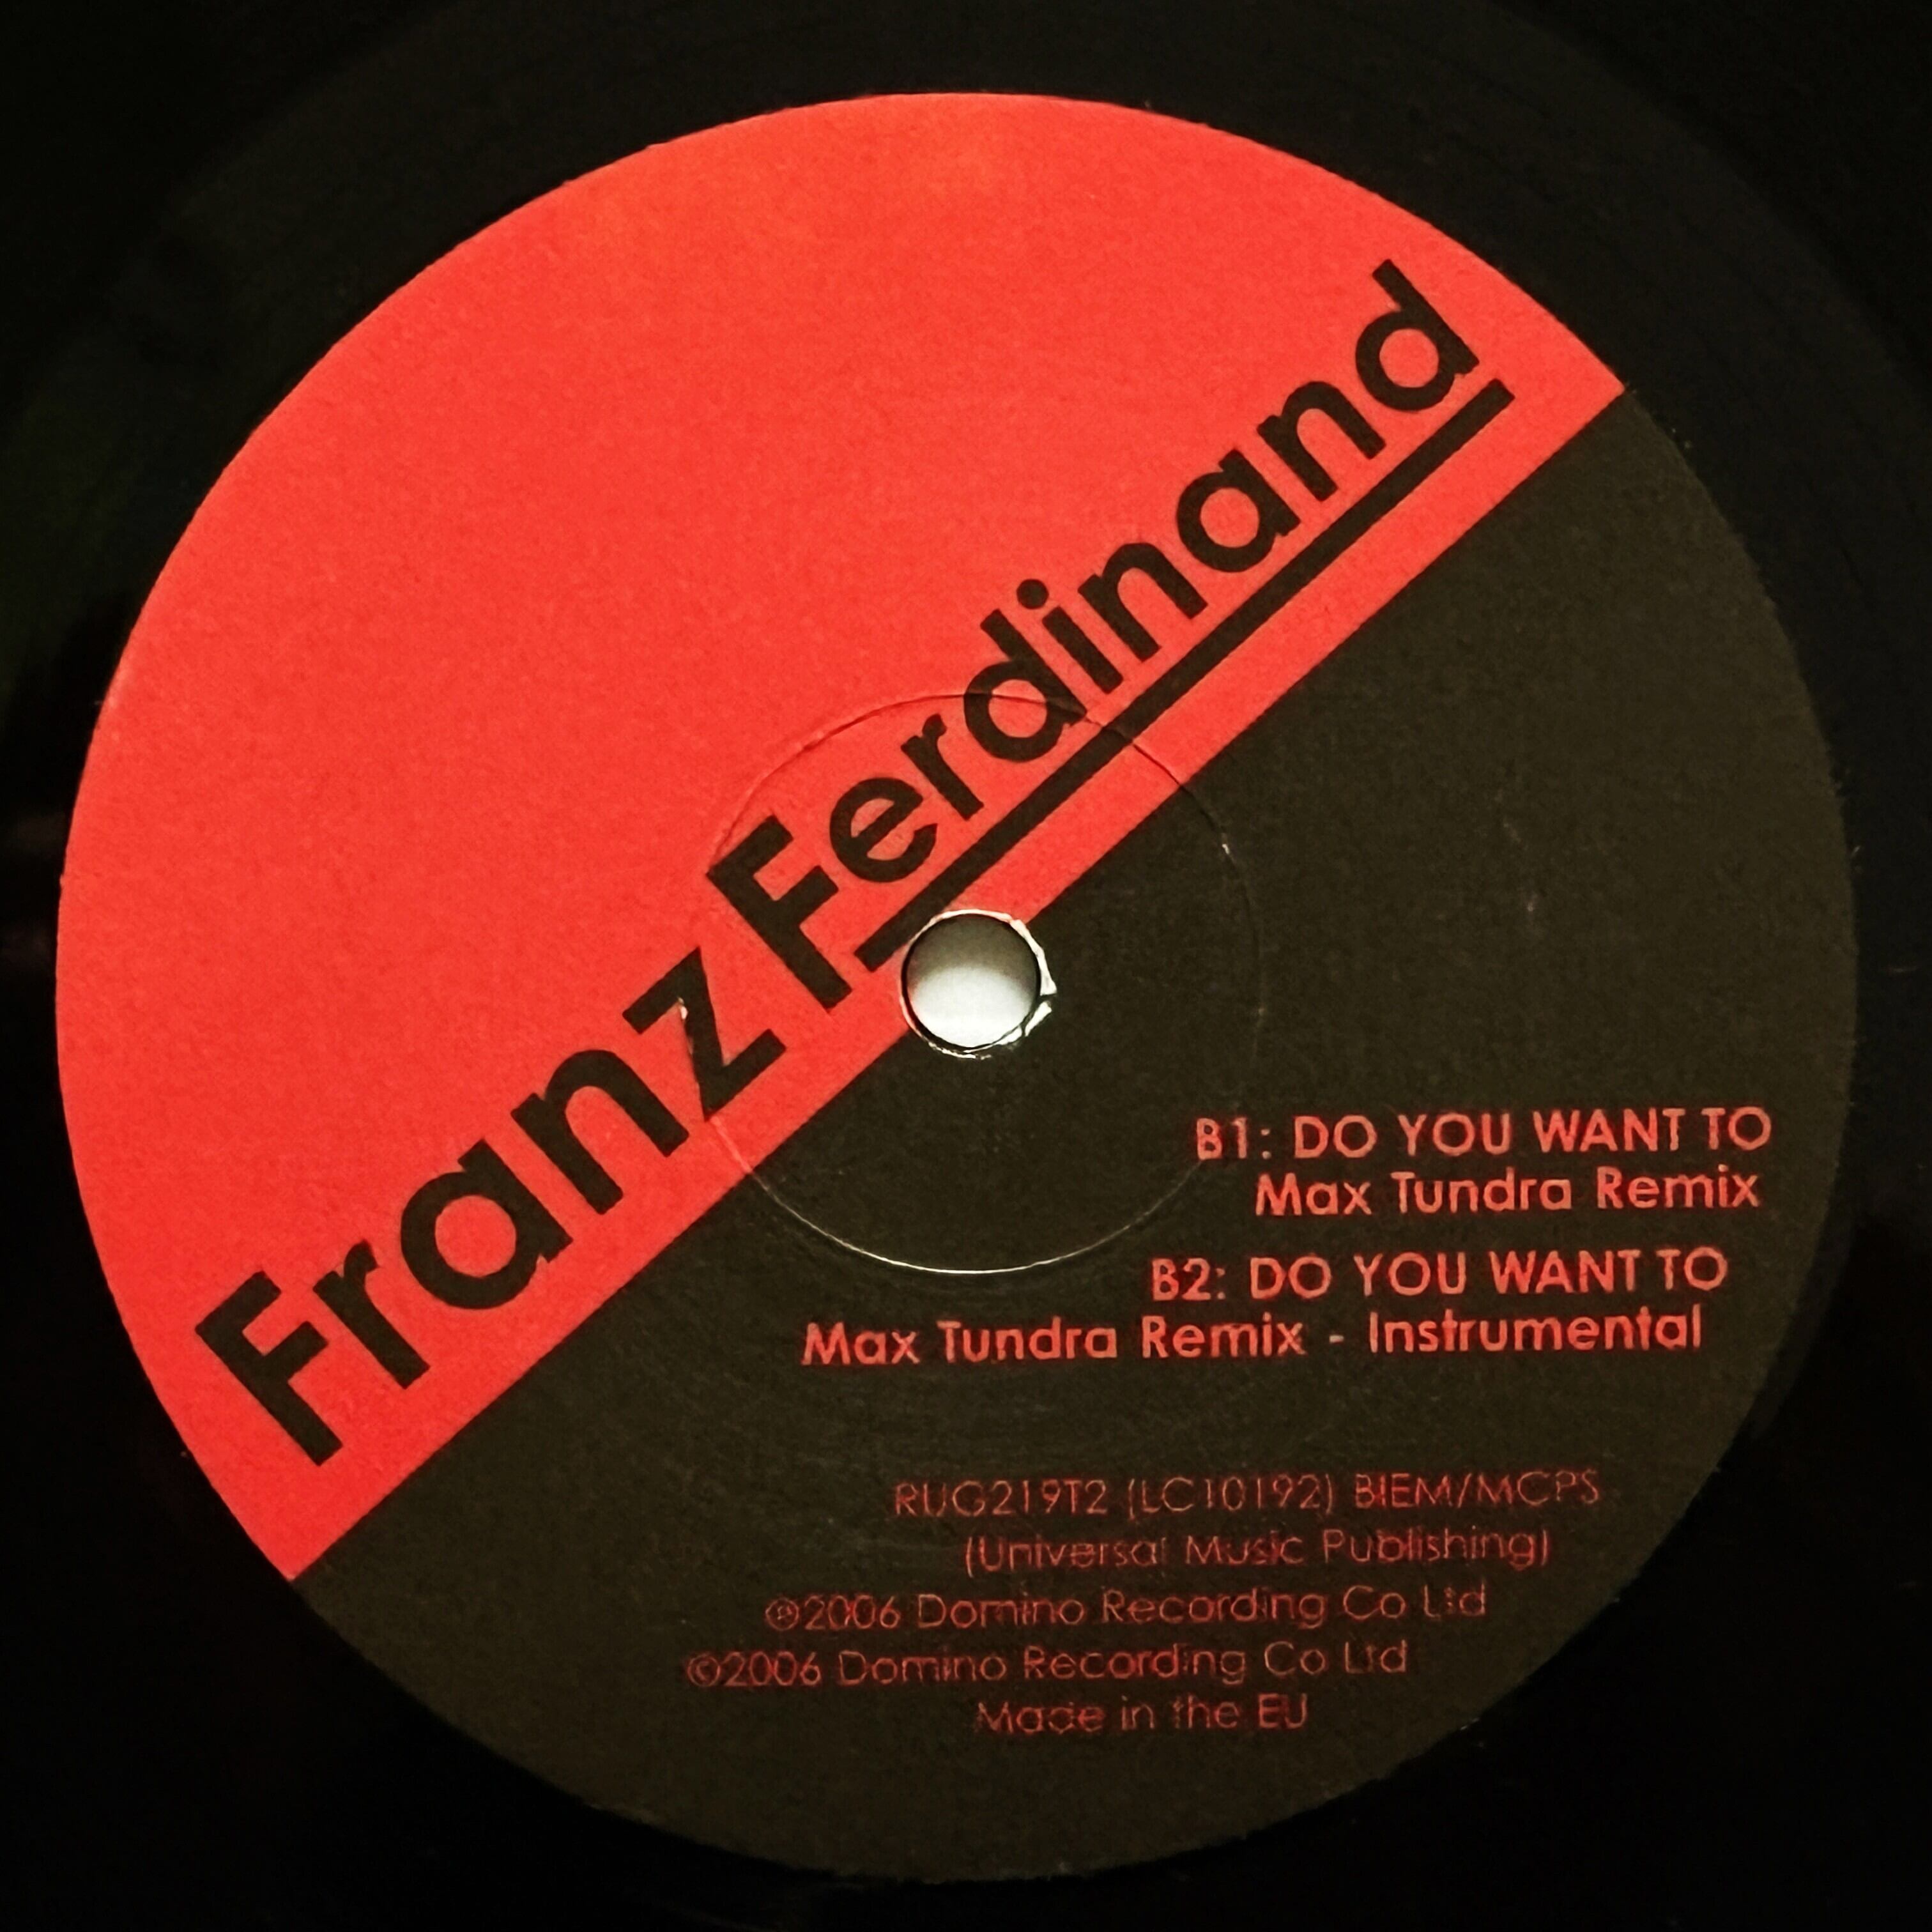 Franz Ferdinand
B1: DO YOU WANT TO
Max Tundra Remix
B2: DO YOU WANT TO
Max Tundra Remix - Instrumental
RUG219T2 (LC10192) BIEM/MCPS
(Universal Music Publishing)
℗2006 Domino Recording Co Ltd
©2006 Domino Recording Co Ltd
Made in the EU